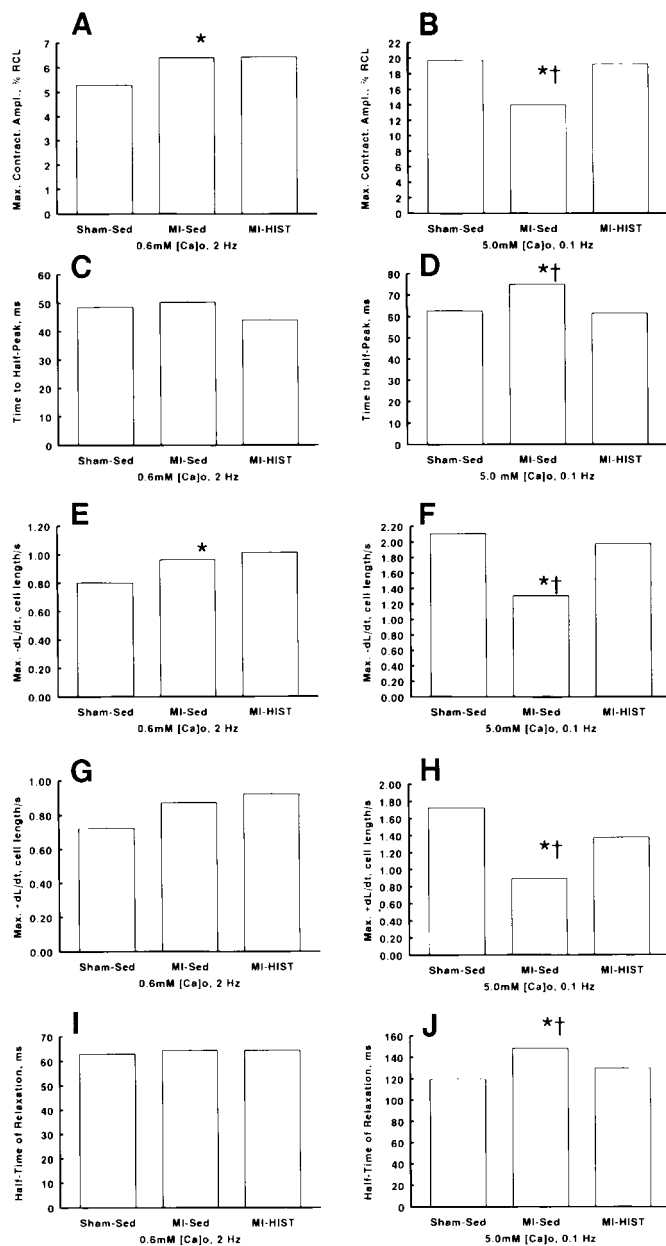 A
*
Max. Contract. Ampl., % RCL
7
6
5
4
3
2
1
0
Sham-Sed MI-Sed MI-HIST
0.6mM [Ca]o, 2 Hz
B
*†
Max. Contract. Ampl., % RCL
22
20
18
16
14
12
10
8
6
4
2
0
Sham-Sed MI-Sed MI-HIST
5.0mM [Ca]o, 0.1 Hz
C
Time to Half-Peak, ms
60
50
40
30
20
10
0
Sham-Sed MI-Sed MI-HIST
0.6mM [Ca]o, 2 Hz
D
*†
Time to Half-Peak, ms
80
70
60
50
40
30
20
10
0
Sham-Sed MI-Sed MI-HIST
5.0 mM [Ca]o, 0.1 Hz
E
*
Max. -dL/dt, cell length/s
1.20
1.00
0.80
0.60
0.40
0.20
0.00
Sham-Sed MI-Sed MI-HIST
0.6mM [Ca]o, 2 Hz
F
*†
Max. -dL/dt, cell length/s
2.20
2.00
1.80
1.60
1.40
1.20
1.00
0.80
0.60
0.40
0.20
0.00
Sham-Sed MI-Sed MI-HIST
5.0mM [Ca]o, 0.1 Hz
G
Max. +dL/dt, cell length/s
1.00
0.80
0.60
0.40
0.20
0.00
Sham-Sed MI-Sed MI-HIST
0.6mM [Ca]o, 2 Hz
H
*†
Max. +dL/dt, cell length/s
2.00
1.80
1.60
1.40
1.20
1.00
0.80
0.60
0.40
0.20
0.00
Sham-Sed MI-Sed MI-HIST
5.0mM [Ca]o, 0.1 Hz
I
Half-Time of Relaxation, ms
70
60
50
40
30
20
10
0
Sham-Sed MI-Sed MI-HIST
0.6mM [Ca]o, 2 Hz
J
*†
Half-Time of Relaxation, ms
160
140
120
100
80
60
40
20
0
Sham-Sed MI-Sed MI-HIST
5.0mM [Ca]o, 0.1 Hz